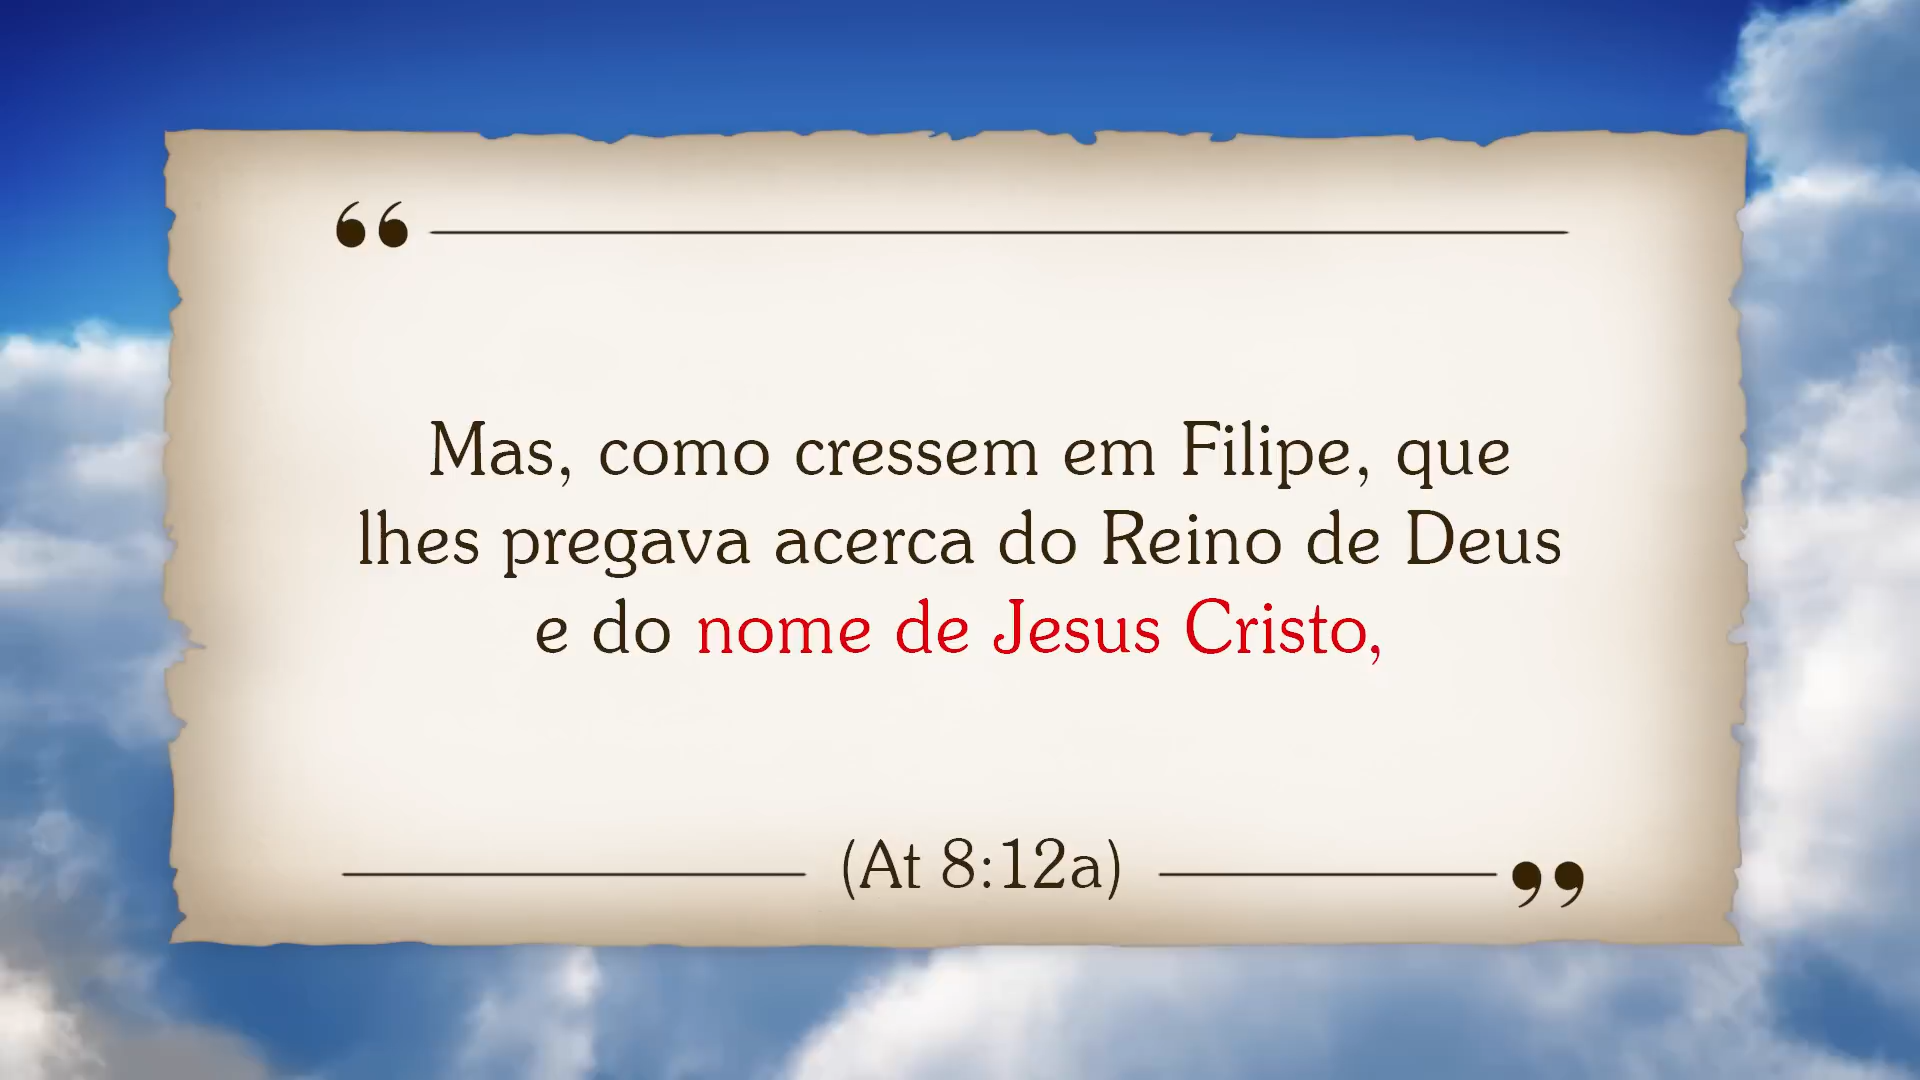 “
Mas, como cressem em Filipe, que
lhes pregava acerca do Reino de Deus
e do nome de Jesus Cristo,
(At 8:12a)
”